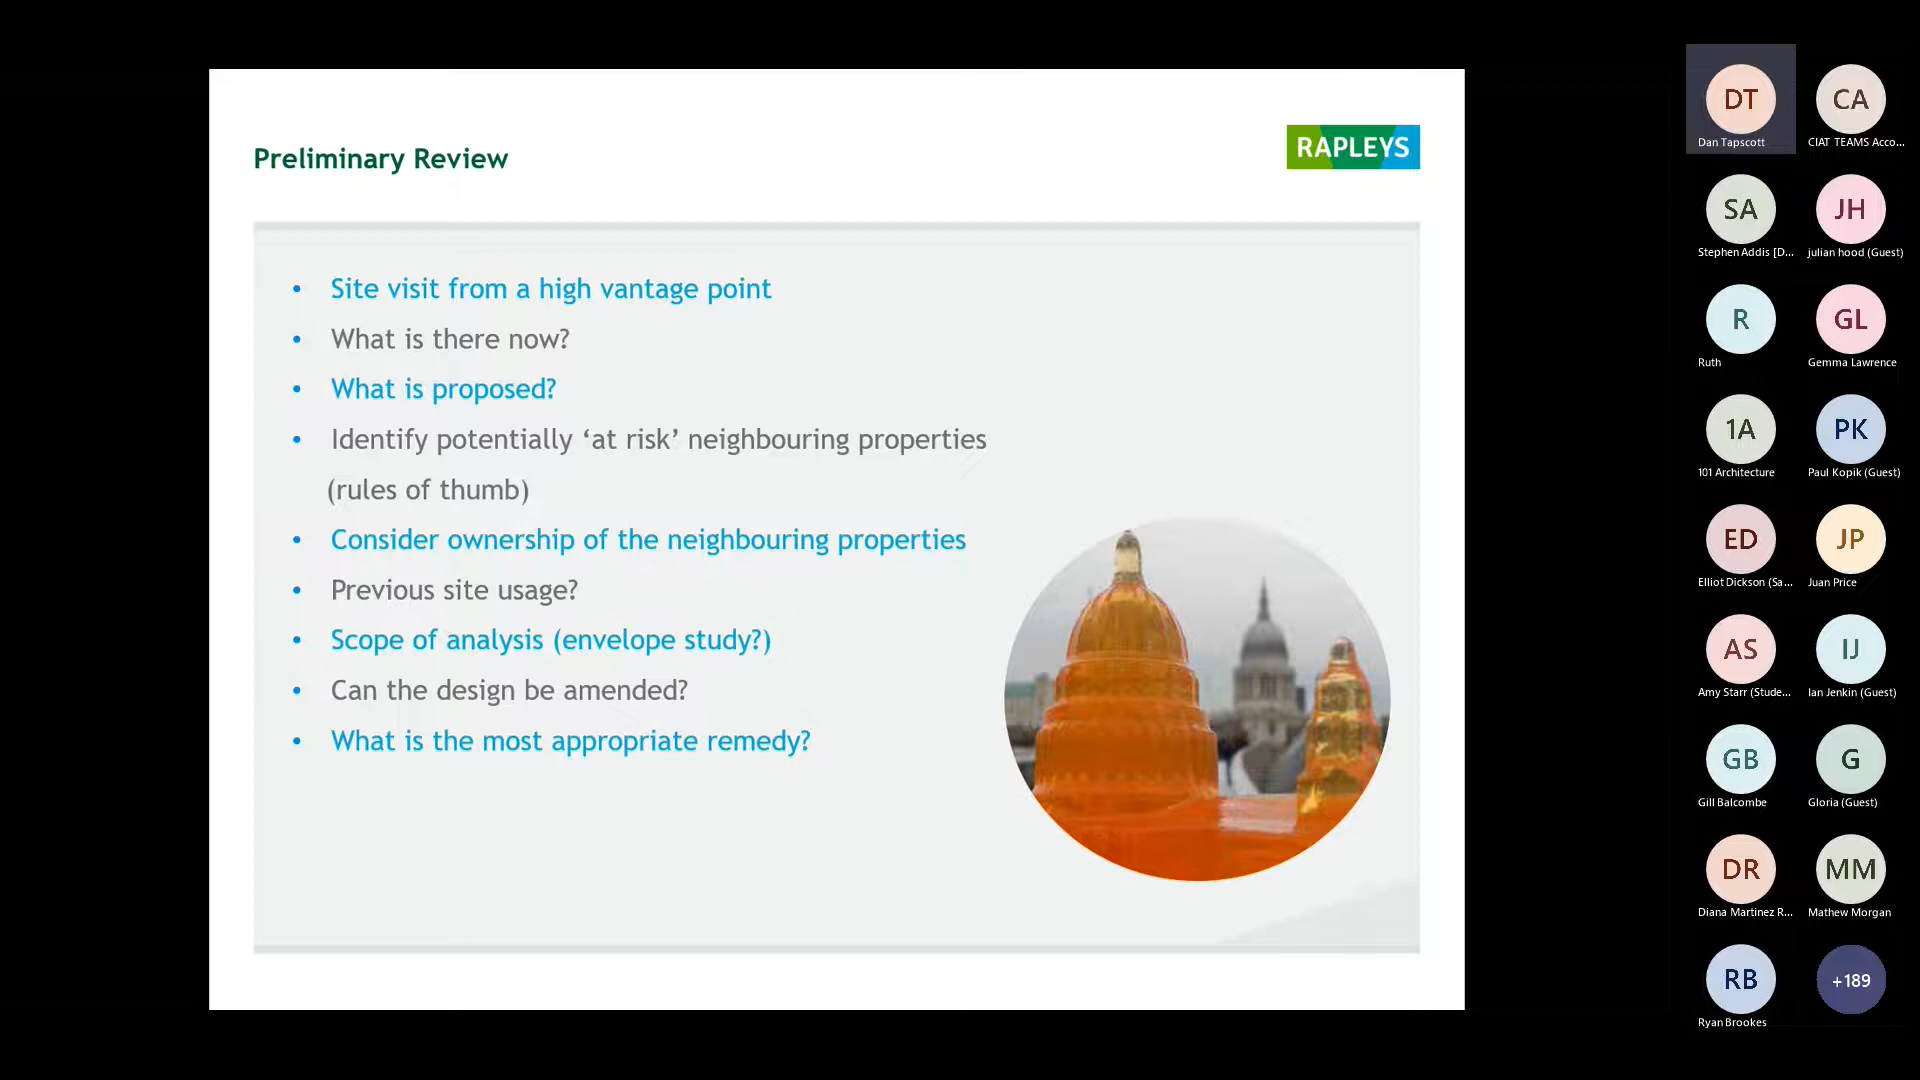 Preliminary Review
RAPLEYS
• Site visit from a high vantage point
• What is there now?
• What is proposed?
• Identify potentially ‘at risk’ neighbouring properties
(rules of thumb)
• Consider ownership of the neighbouring properties
• Previous site usage?
• Scope of analysis (envelope study?)
• Can the design be amended?
• What is the most appropriate remedy?
DT
Dan Tapscott
CA
CIAT TEAMS Acco...
SA
Stephen Addis [D...
JH
julian hood (Guest)
R
Ruth
GL
Gemma Lawrence
1A
101 Architecture
PK
Paul Kopik (Guest)
ED
Elliot Dickson (Sa...
JP
Juan Price
AS
Amy Starr (Stude...
IJ
Ian Jenkin (Guest)
GB
Gill Balcombe
G
Gloria (Guest)
DR
Diana Martinez R...
MM
Mathew Morgan
RB
Ryan Brookes
+189